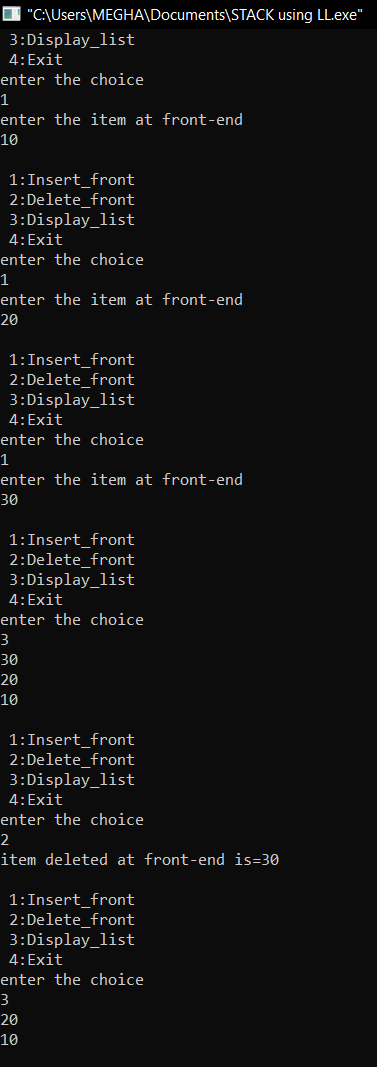 "C:\Users\MEGHA\Documents\STACK using LL.exe"
3:Display_list
4:Exit
enter the choice
1
enter the item at front-end
10
1:Insert_front
2:Delete_front
3:Display_list
4:Exit
enter the choice
1
enter the item at front-end
20
1:Insert_front
2:Delete_front
3:Display_list
4:Exit
enter the choice
1
enter the item at front-end
30
1:Insert_front
2:Delete_front
3:Display_list
4:Exit
enter the choice
3
30
20
10
1:Insert_front
2:Delete_front
3:Display_list
4:Exit
enter the choice
2
item deleted at front-end is=30
1:Insert_front
2:Delete_front
3:Display_list
4:Exit
enter the choice
3
20
10